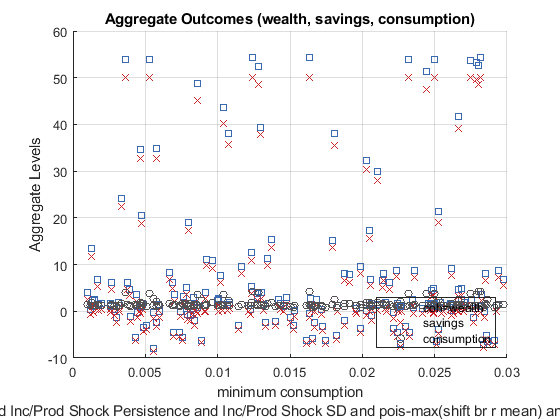 Aggregate Outcomes (wealth, savings, consumption)
60
50
40
30
20
10
0
-10
Aggregate Levels
savings
consumption
0
0.005
0.01
0.015
0.02
0.025
0.03
minimum consumption
d Inc/Prod Shock Persistence and Inc/Prod Shock SD and pois-max(shift br r mean) an